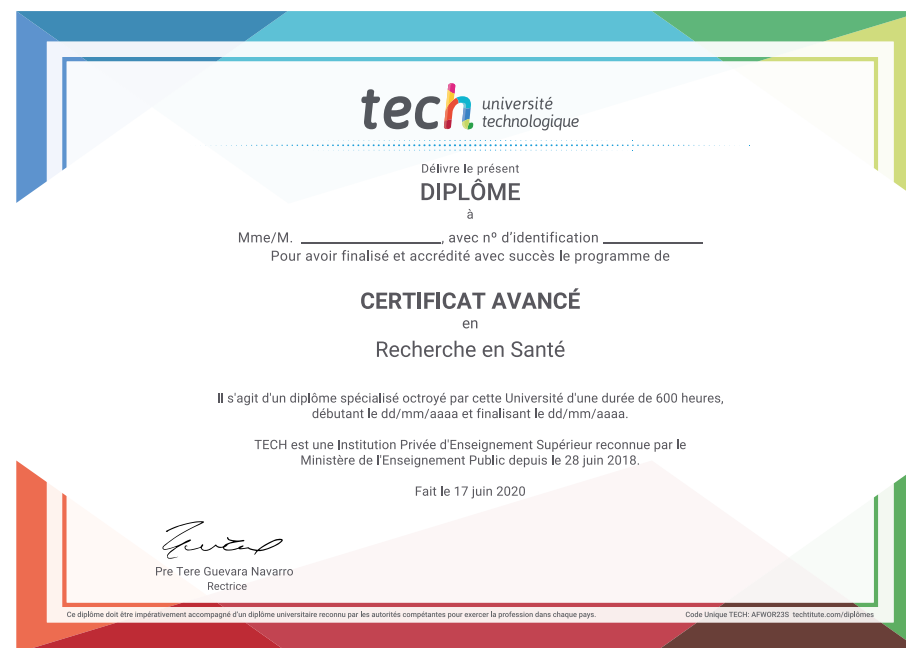 tech université
technologique
Délivre le présent
DIPLÔME
à
Mme/M. ____________________, avec nº d'identification ______________
Pour avoir finalisé et accrédité avec succès le programme de
CERTIFICAT AVANCÉ
en
Recherche en Santé
Il s'agit d'un diplôme spécialisé octroyé par cette Université d'une durée de 600 heures,
débutant le dd/mm/aaaa et finalisant le dd/mm/aaaa.
TECH est une Institution Privée d'Enseignement Supérieur reconnue par le
Ministère de l'Enseignement Public depuis le 28 juin 2018.
Fait le 17 juin 2020
Pre Tere Guevara Navarro
Rectrice
Ce diplôme doit être impérativement accompagné d'un diplôme universitaire reconnu par les autorités compétantes pour exercer la profession dans chaque pays.
Code Unique TECH: AFWOR23S techtitute.com/diplômes